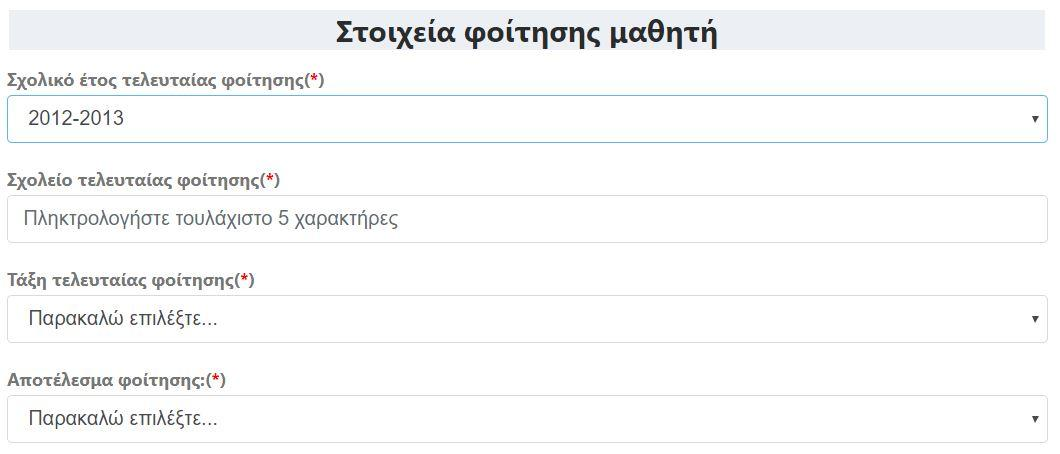 Στοιχεία φοίτησης μαθητή
Σχολικό έτος τελευταίας φοίτησης(*)
2012-2013
Σχολείο τελευταίας φοίτησης(*)
Πληκτρολογήστε τουλάχιστο 5 χαρακτήρες
Τάξη τελευταίας φοίτησης(*)
Παρακαλώ επιλέξτε...
Αποτέλεσμα φοίτησης:(*)
Παρακαλώ επιλέξτε...